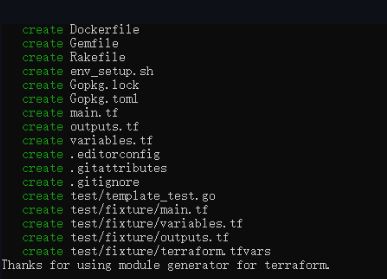 create Dockerfile
create Gemfile
create Rakefile
create env_setup.sh
create Gopkg.lock
create Gopkg.toml
create main.tf
create outputs.tf
create variables.tf
create .editorconfig
create .gitattributes
create .gitignore
create test/template_test.go
create test/fixture/main.tf
create test/fixture/variables.tf
create test/fixture/outputs.tf
create test/fixture/terraform.tfvars
Thanks for using module generator for terraform.